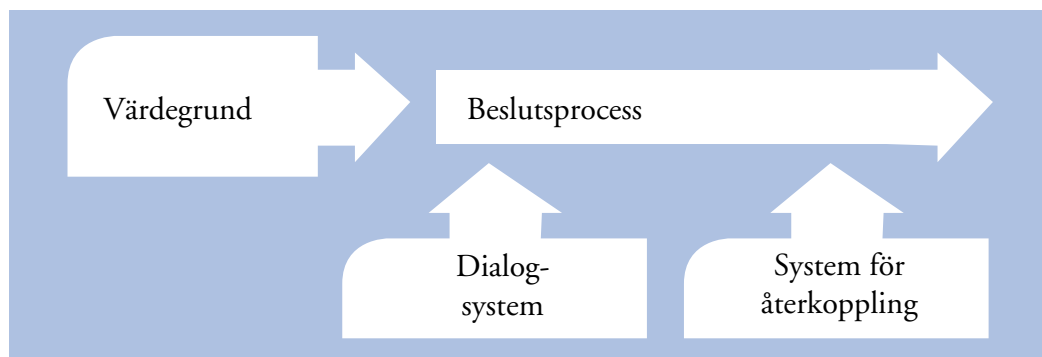 Värdegrund
Beslutsprocess
Dialog-
system
System för
återkoppling